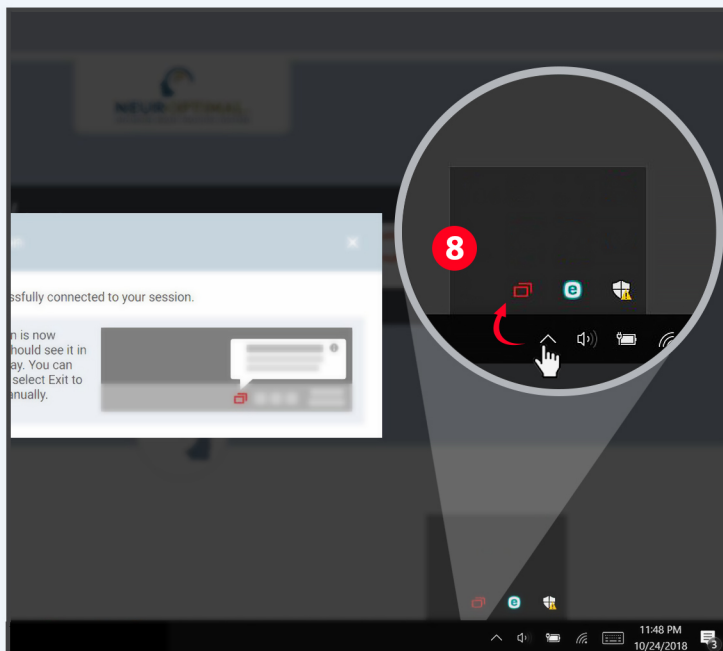 NEUROPTIMAL
8
ssfully connected to your session.
n is now
hould see it in
ay. You can
select Exit to
anually.
11:48 PM
10/24/2018
3